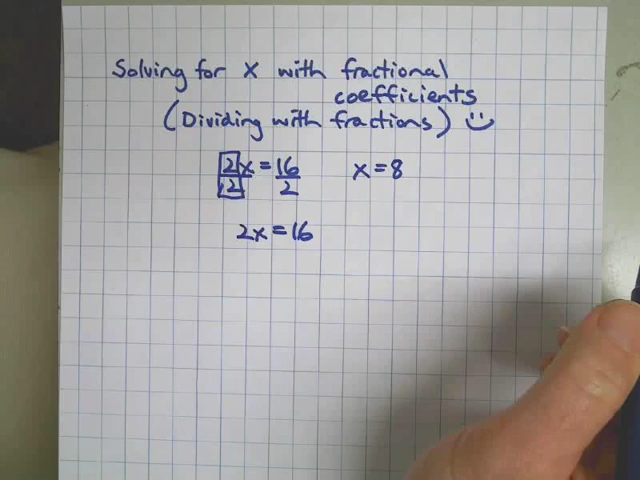 Solving for x with fractional
coefficients
(Dividing with fractions) :)
2x = 16 x = 8
2 2
2x = 16